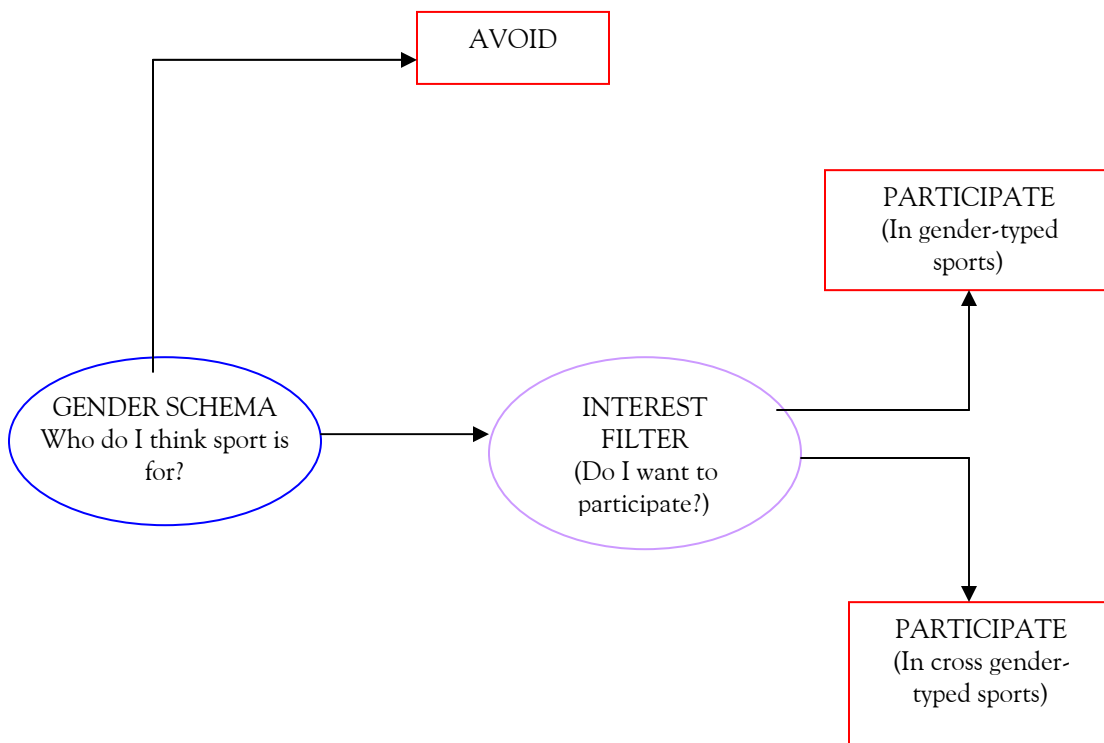 AVOID
PARTICIPATE
(In gender-typed
sports)
GENDER SCHEMA
Who do I think sport is
for?
INTEREST
FILTER
(Do I want to
participate?)
PARTICIPATE
(In cross gender-
typed sports)